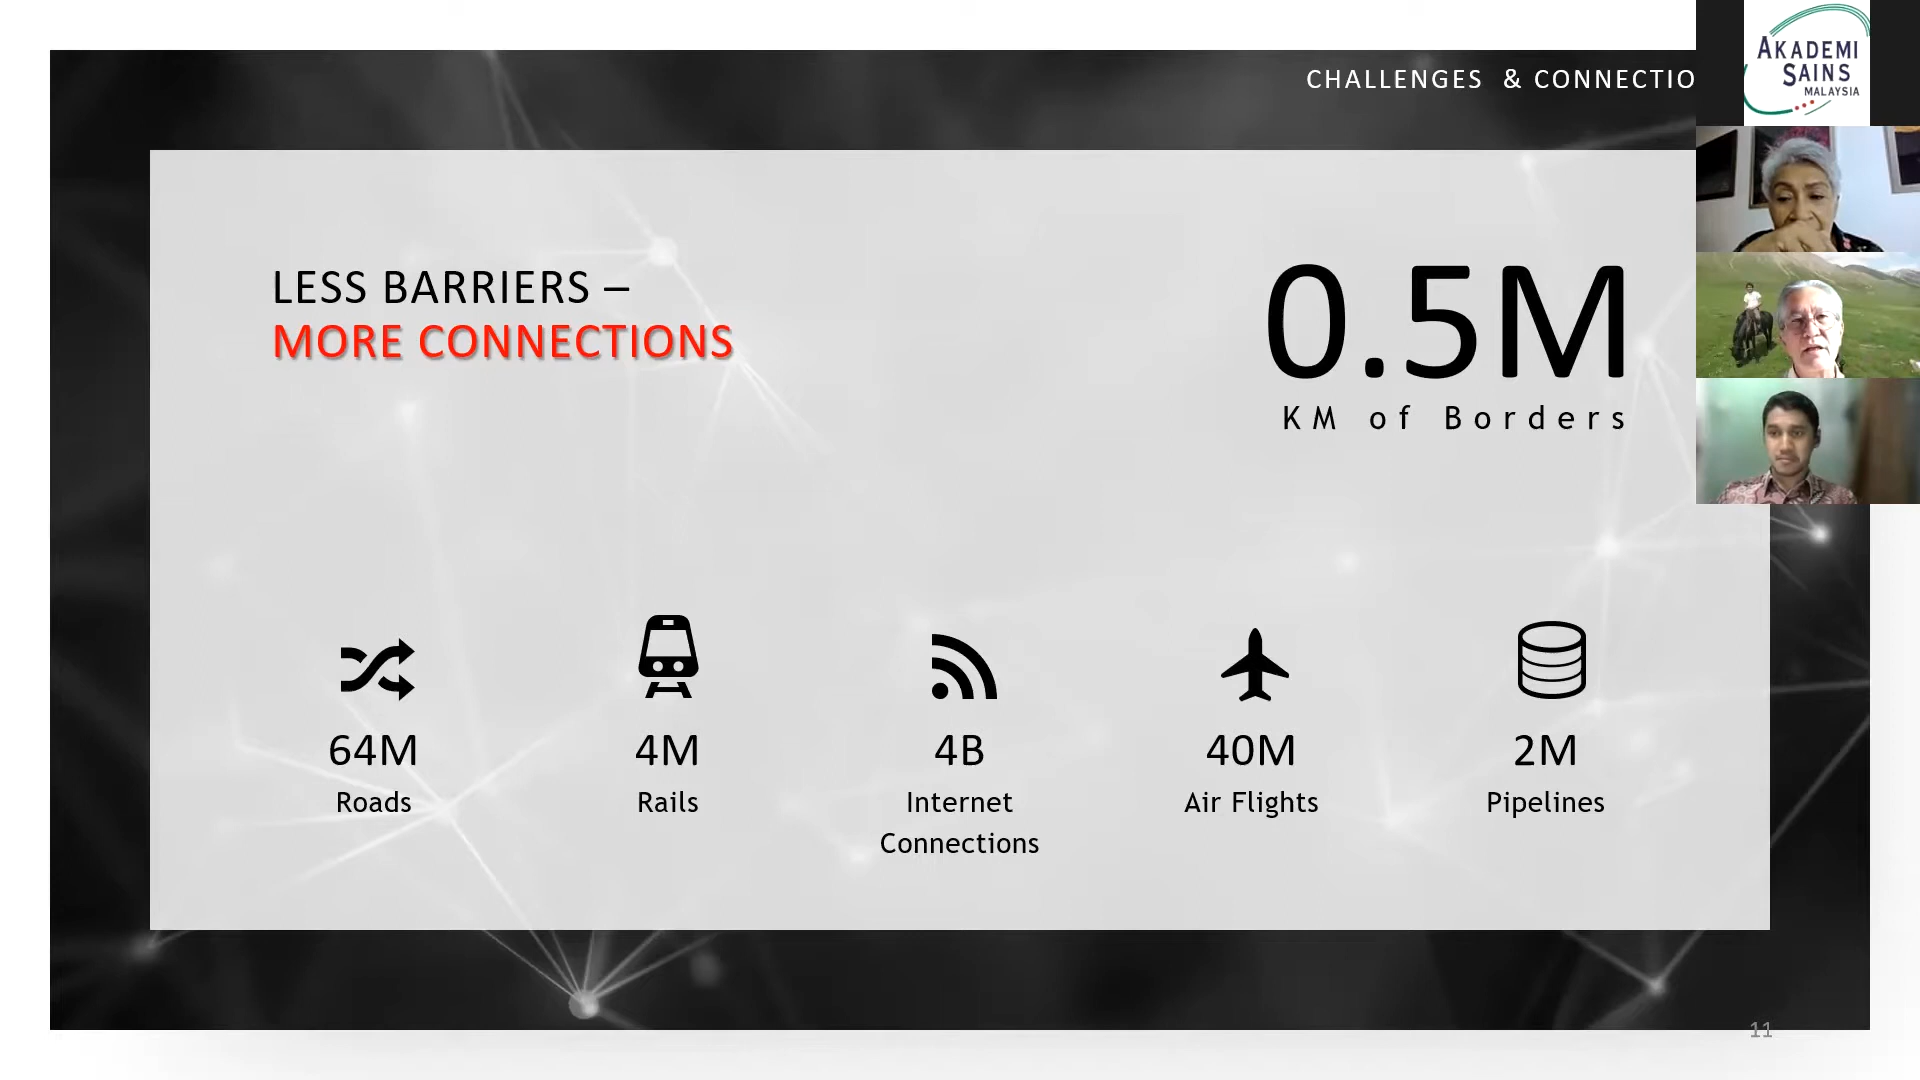 CHALLENGES & CONNECTIO
AKADEMI
SAINS
MALAYSIA
LESS BARRIERS –
MORE CONNECTIONS
0.5M
KM of Borders
64M
Roads
4M
Rails
4B
Internet
Connections
40M
Air Flights
2M
Pipelines
11